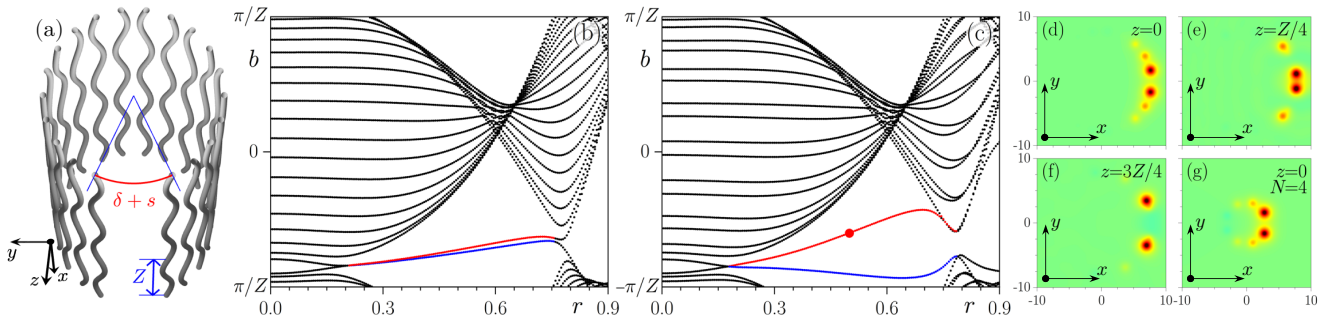 (a)
δ + s
y
z
x
Z
π/Z
b
0
π/Z
(b)
0.0
0.3
0.6
r
0.9
π/Z
b
0
−π/Z
(c)
0.0
0.3
0.6
r
0.9
(d)
z=0
10
0
-10
y
x
(e)
z=Z/4
y
x
(f)
z=3Z/4
10
0
-10
y
x
-10
0
10
(g)
z=0
N=4
y
x
-10
0
10